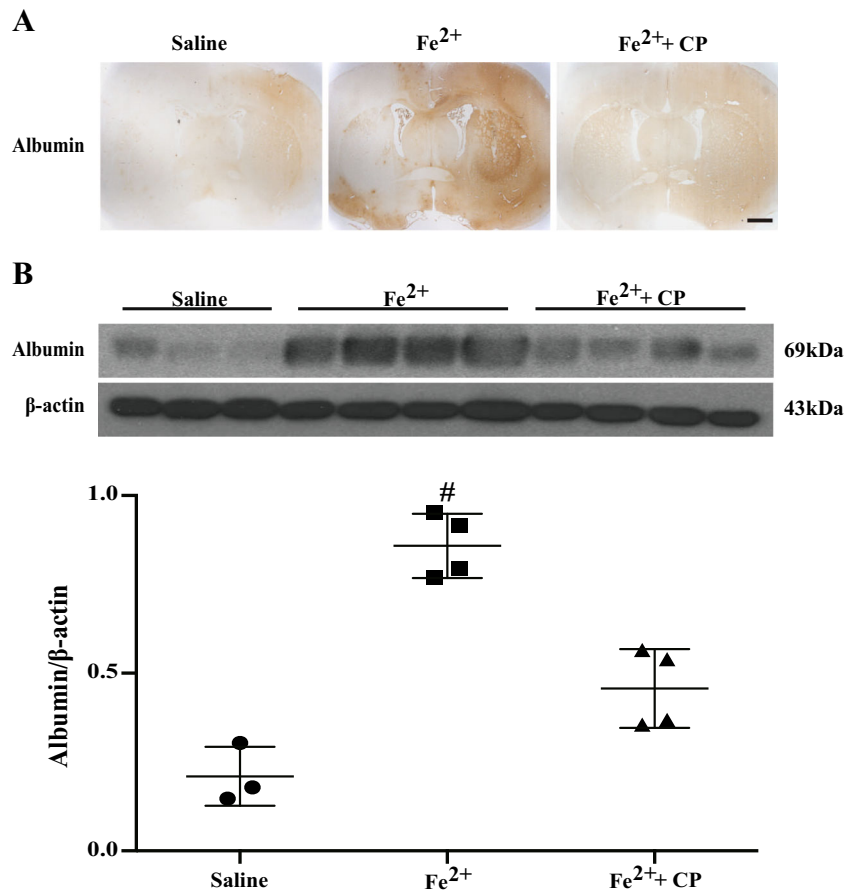 A
Saline Fe²⁺ Fe²⁺+ CP
Albumin
B
Saline Fe²⁺ Fe²⁺+ CP
Albumin 69kDa
β-actin 43kDa
1.0
#
0.5
0.0
Albumin/β-actin
Saline Fe²⁺ Fe²⁺+ CP